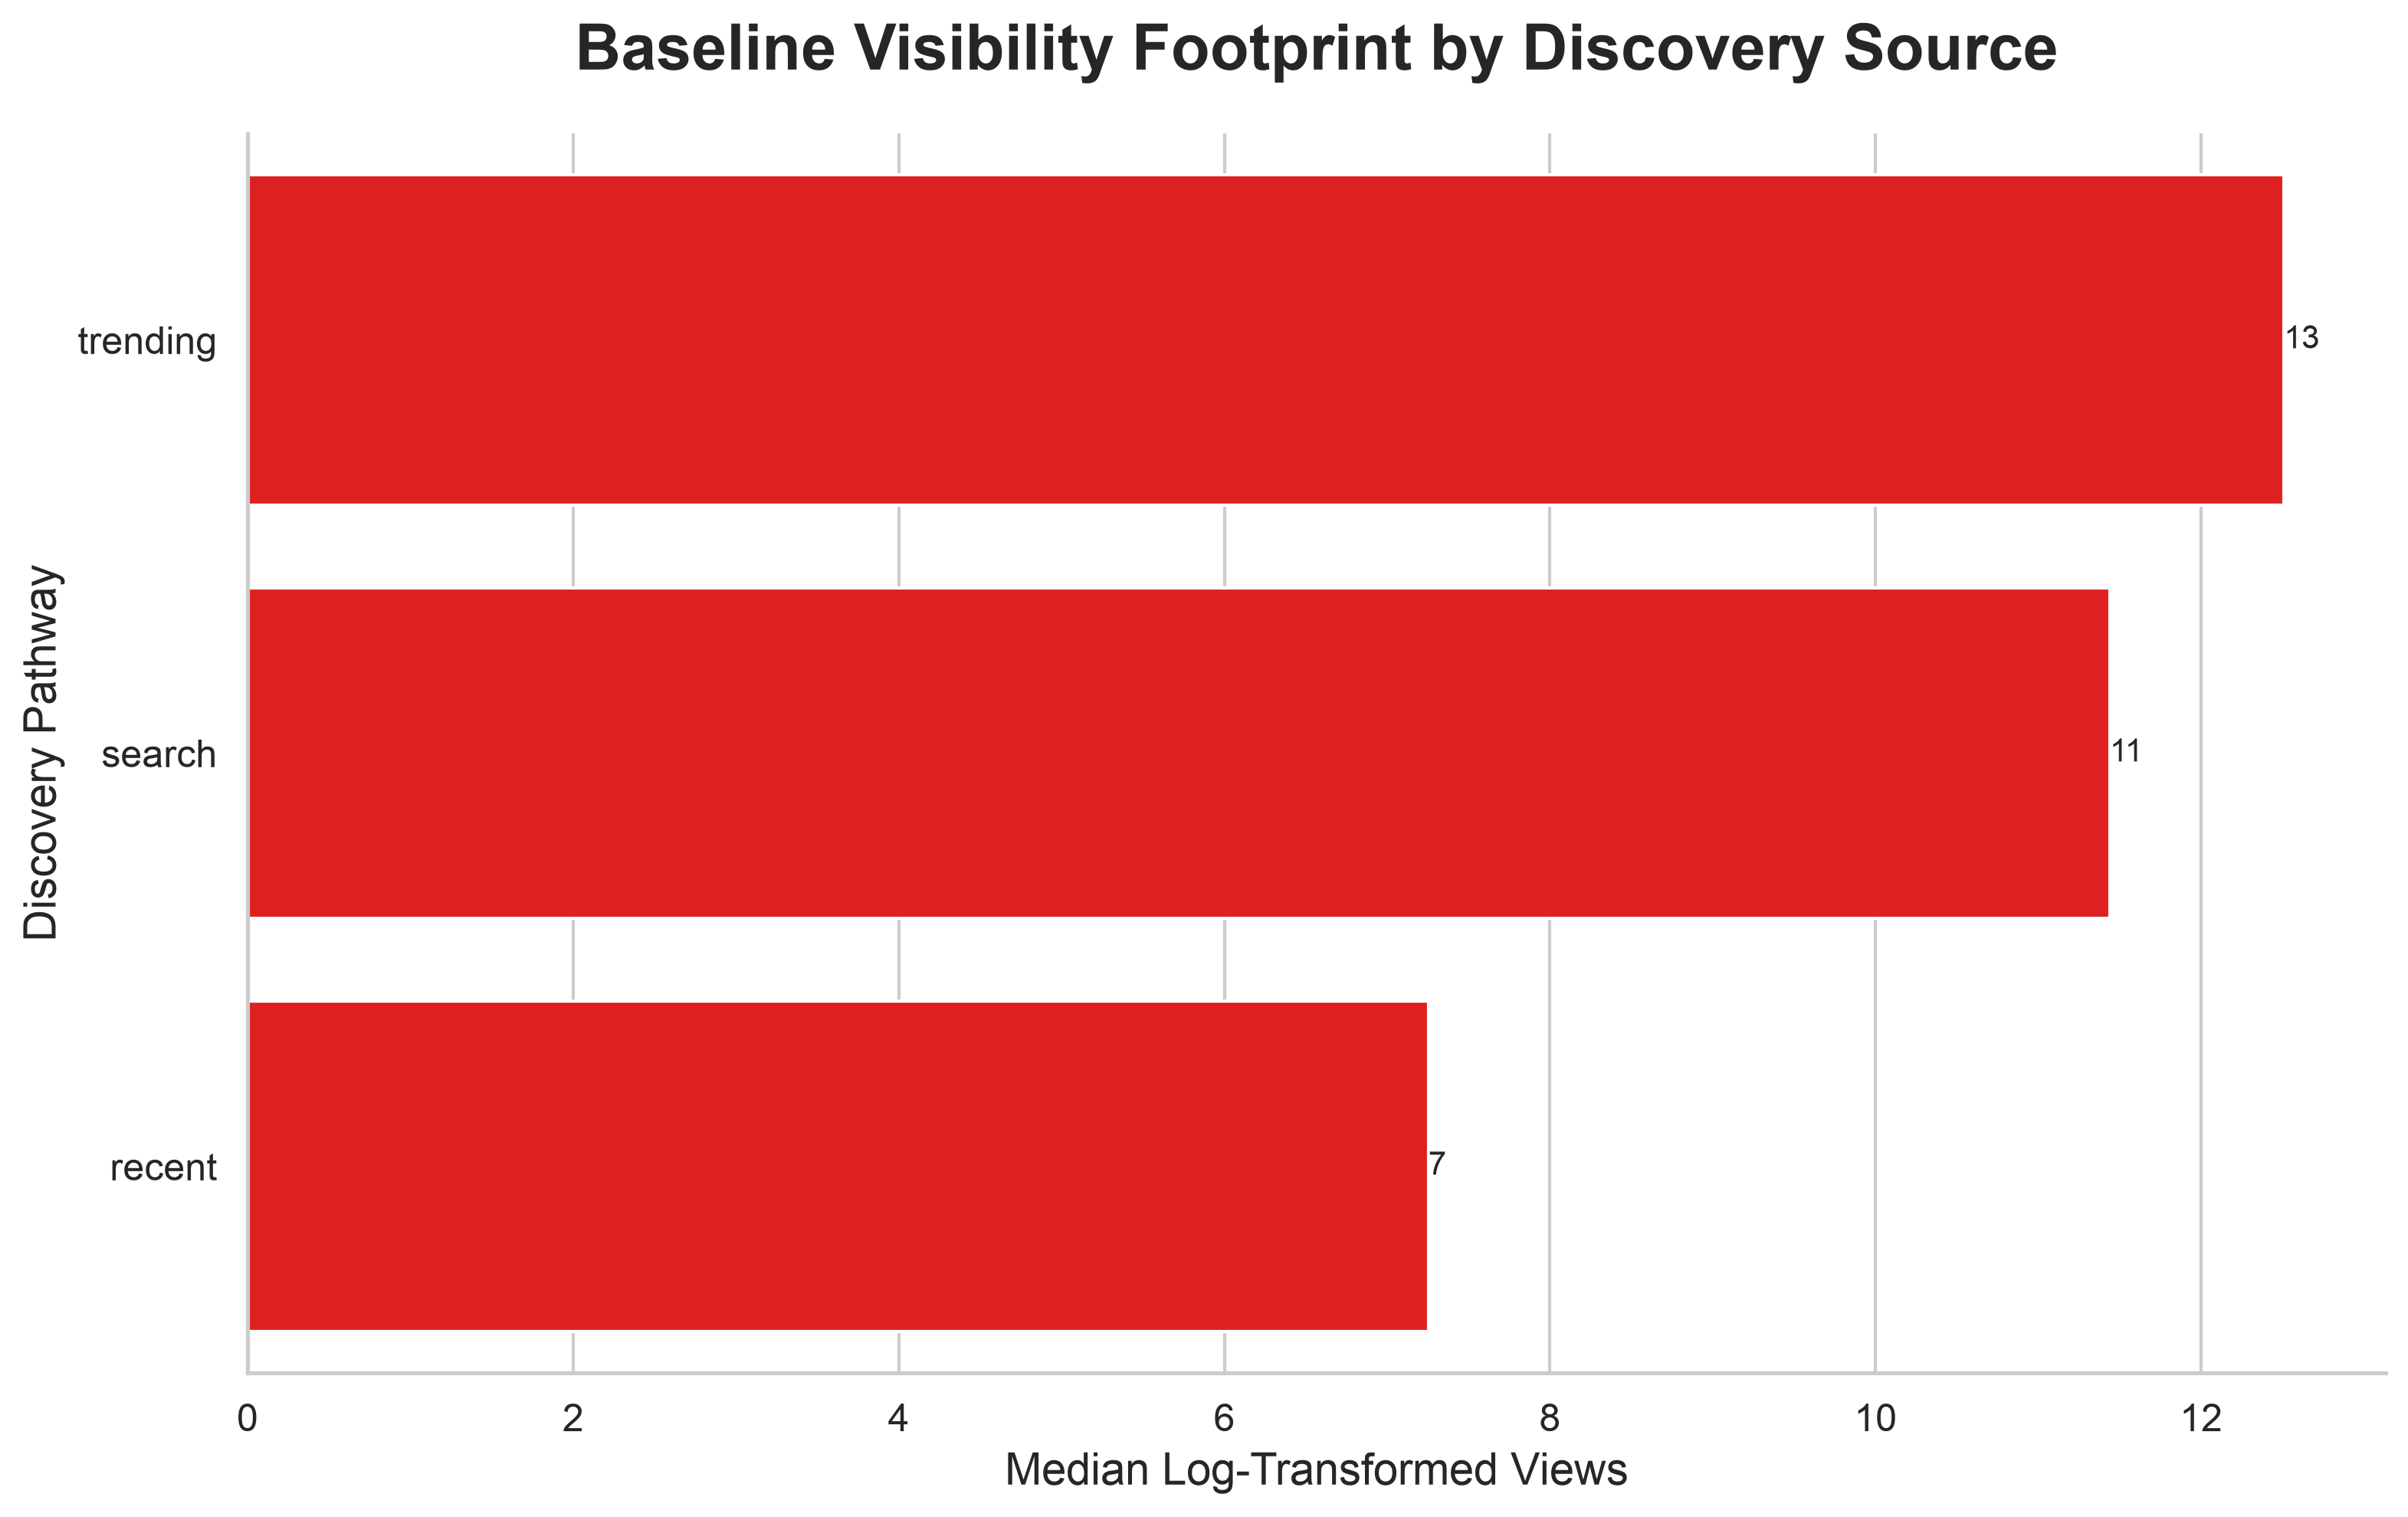 Baseline Visibility Footprint by Discovery Source
Discovery Pathway
trending
13
search
11
recent
7
0 2 4 6 8 10 12
Median Log-Transformed Views